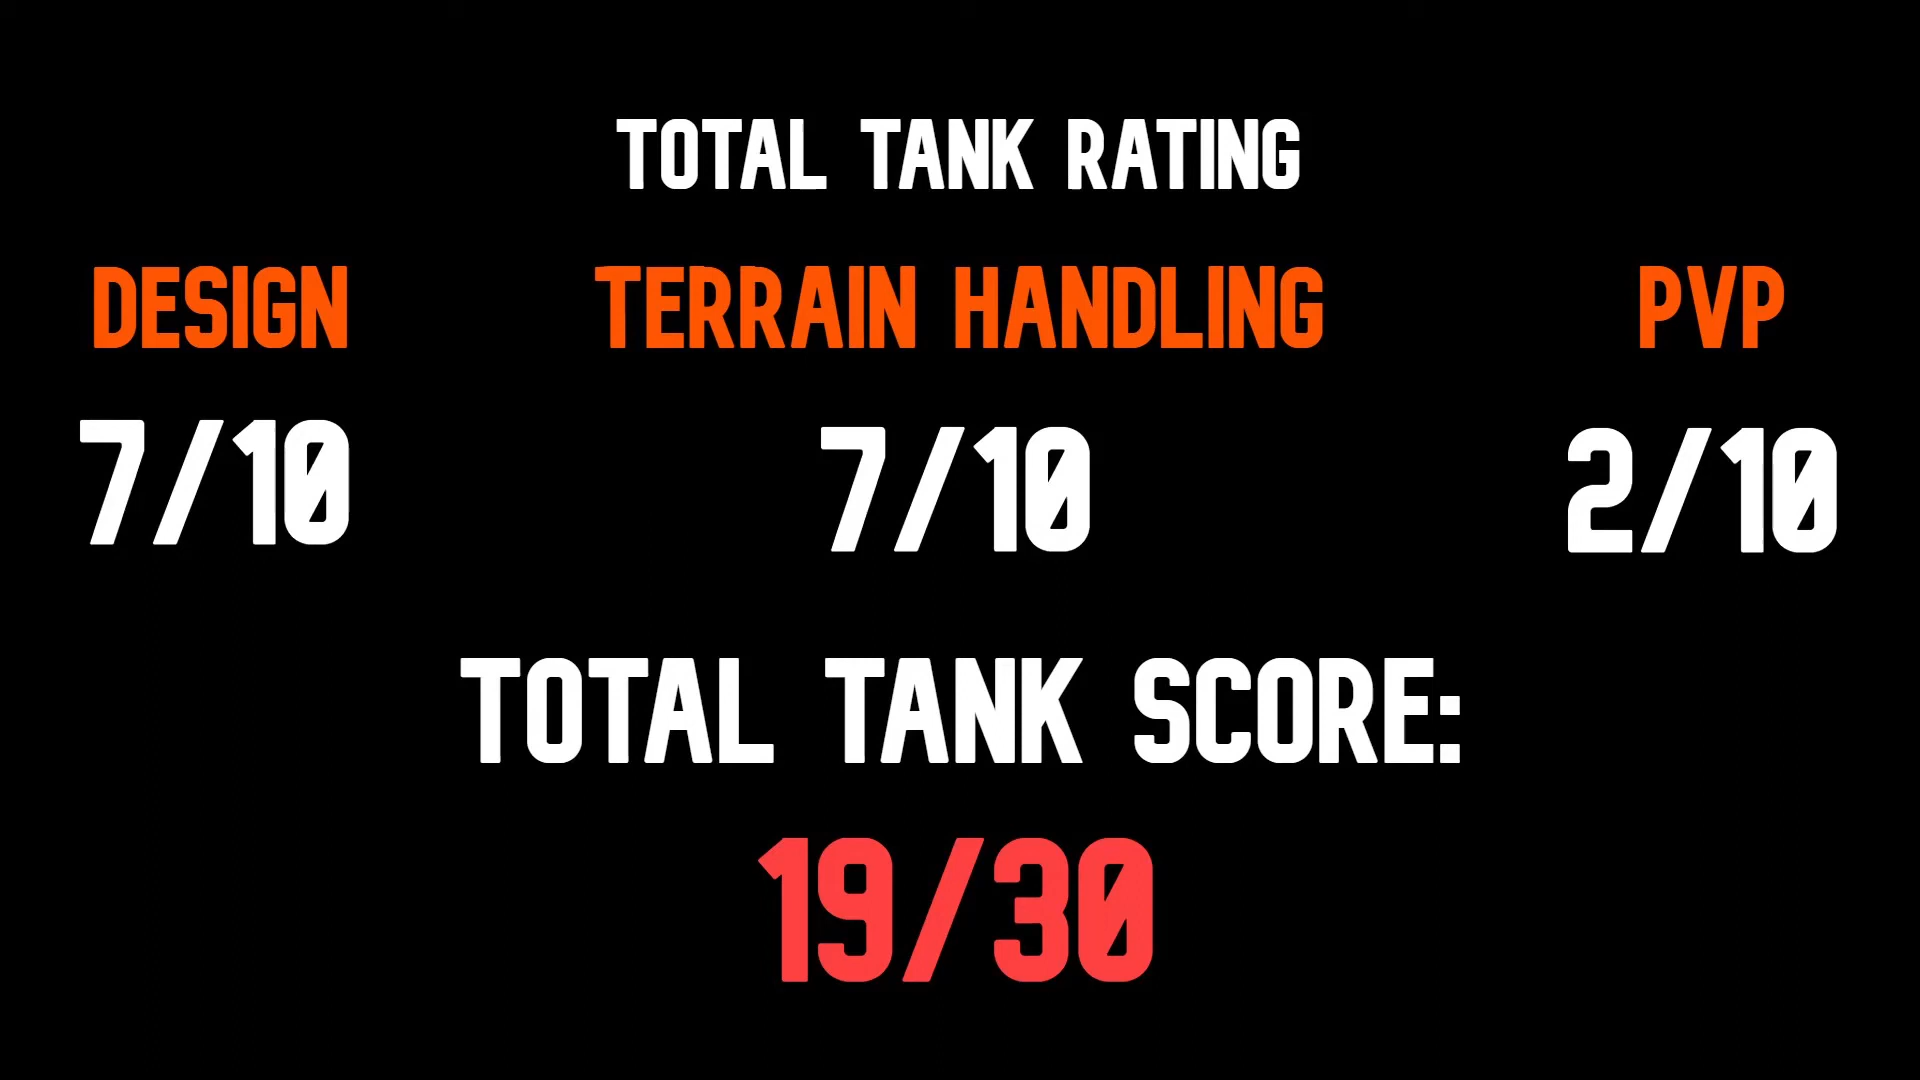 TOTAL TANK RATING
DESIGN TERRAIN HANDLING PVP
7/10 7/10 2/10
TOTAL TANK SCORE:
19/30